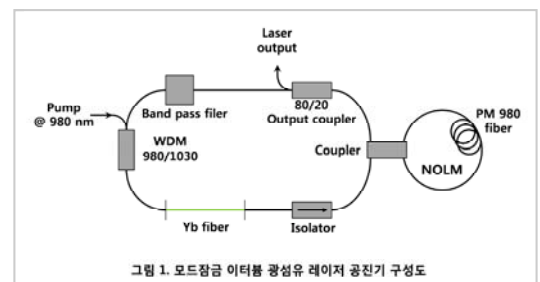 Laser
output
Pump
@ 980 nm
Band pass filer
80/20
Output coupler
PM 980
fiber
WDM
980/1030
Coupler
NOLM
Yb fiber
Isolator
그림 1. 모드잠금 이터븀 광섬유 레이저 공진기 구성도